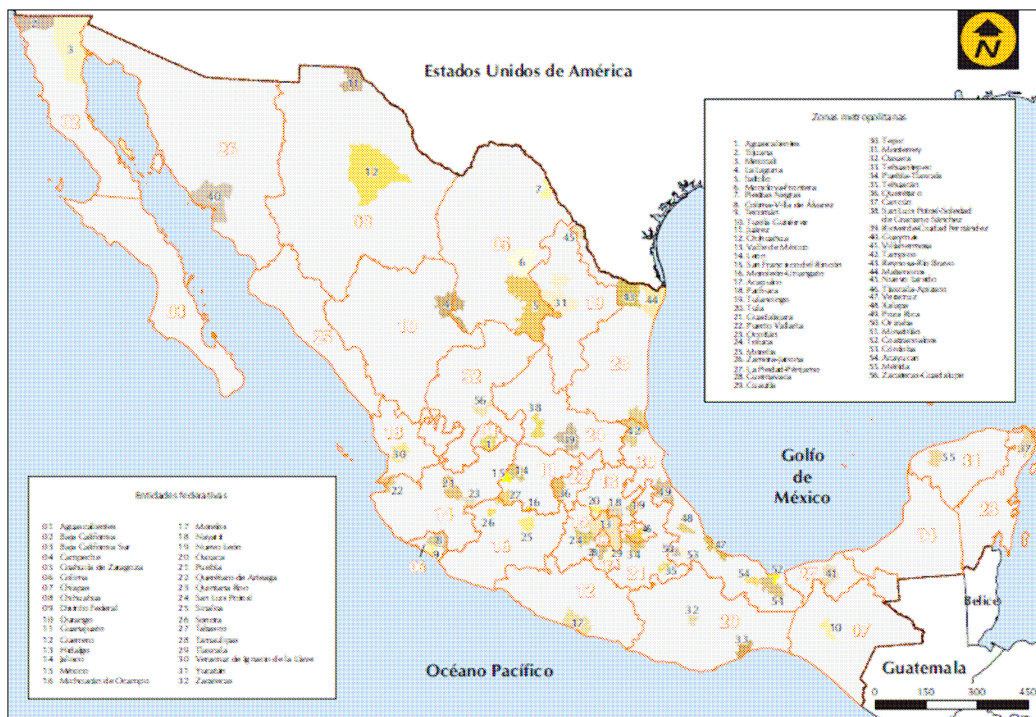 N
Estados Unidos de América
Zonas metropolitanas
1. Aguascalientes
2. Tijuana
3. Mexicali
4. La Laguna
5. Saltillo
6. Monclova-Frontera
7. Piedras Negras
8. Colima-Villa de Álvarez
9. Tecomán
10. Tuxtla Gutiérrez
11. Juárez
12. Chihuahua
13. Valle de México
14. León
15. San Francisco del Rincón
16. Moroleón-Uriangato
17. Acapulco
18. Pachuca
19. Tulancingo
20. Tula
21. Guadalajara
22. Puerto Vallarta
23. Ocotlán
24. Toluca
25. Morelia
26. Zamora-Jacona
27. La Piedad-Pénjamo
28. Cuernavaca
29. Cuautla
30. Tepic
31. Monterrey
32. Oaxaca
33. Tehuantepec
34. Puebla-Tlaxcala
35. Tehuacán
36. Querétaro
37. Cancún
38. San Luis Potosí-Soledad
de Graciano Sánchez
39. Rioverde-Ciudad Fernández
40. Guaymas
41. Villahermosa
42. Tampico
43. Reynosa-Río Bravo
44. Matamoros
45. Nuevo Laredo
46. Tlaxcala-Apizaco
47. Veracruz
48. Xalapa
49. Poza Rica
50. Orizaba
51. Minatitlán
52. Coatzacoalcos
53. Córdoba
54. Acayucan
55. Mérida
56. Zacatecas-Guadalupe
Golfo
de
México
Entidades federativas
01 Aguascalientes
02 Baja California
03 Baja California Sur
04 Campeche
05 Coahuila de Zaragoza
06 Colima
07 Chiapas
08 Chihuahua
09 Distrito Federal
10 Durango
11 Guanajuato
12 Guerrero
13 Hidalgo
14 Jalisco
15 México
16 Michoacán de Ocampo
17 Morelos
18 Nayarit
19 Nuevo León
20 Oaxaca
21 Puebla
22 Querétaro de Arteaga
23 Quintana Roo
24 San Luis Potosí
25 Sinaloa
26 Sonora
27 Tabasco
28 Tamaulipas
29 Tlaxcala
30 Veracruz de Ignacio de la Llave
31 Yucatán
32 Zacatecas
Belice
Guatemala
Océano Pacífico
0 150 300 450